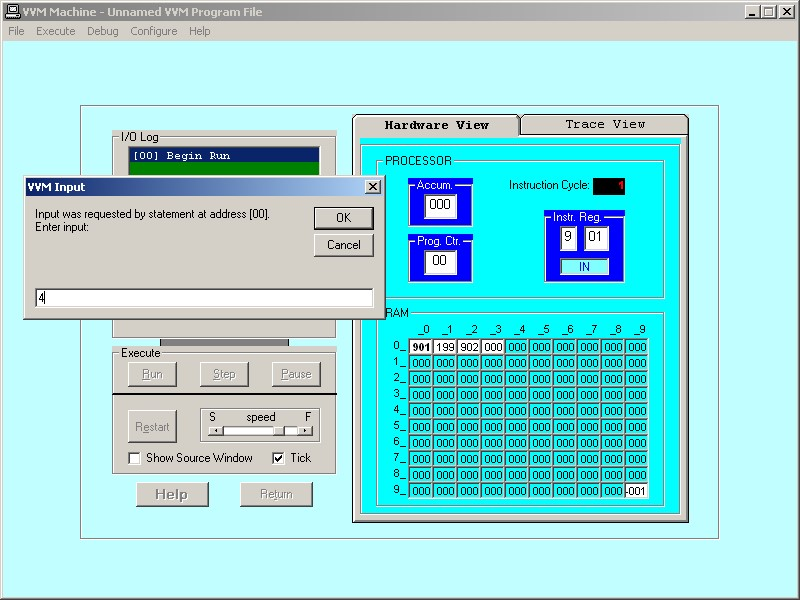 VVM Machine - Unnamed VVM Program File
File Execute Debug Configure Help
Hardware View Trace View
I/O Log
[00] Begin Run
PROCESSOR
Accum. Instruction Cycle: 1
000
Instr. Reg.
9 01
IN
Prog. Ctr.
00
VVM Input
Input was requested by statement at address [00].
Enter input:
OK
Cancel
4
RAM
_0 _1 _2 _3 _4 _5 _6 _7 _8 _9
0_ 901 199 902 000 000 000 000 000 000 000
1_ 000 000 000 000 000 000 000 000 000 000
2_ 000 000 000 000 000 000 000 000 000 000
3_ 000 000 000 000 000 000 000 000 000 000
4_ 000 000 000 000 000 000 000 000 000 000
5_ 000 000 000 000 000 000 000 000 000 000
6_ 000 000 000 000 000 000 000 000 000 000
7_ 000 000 000 000 000 000 000 000 000 000
8_ 000 000 000 000 000 000 000 000 000 000
9_ 000 000 000 000 000 000 000 000 000 -001
Execute
Run Step Pause
Restart
S speed F
Show Source Window Tick
Help Return